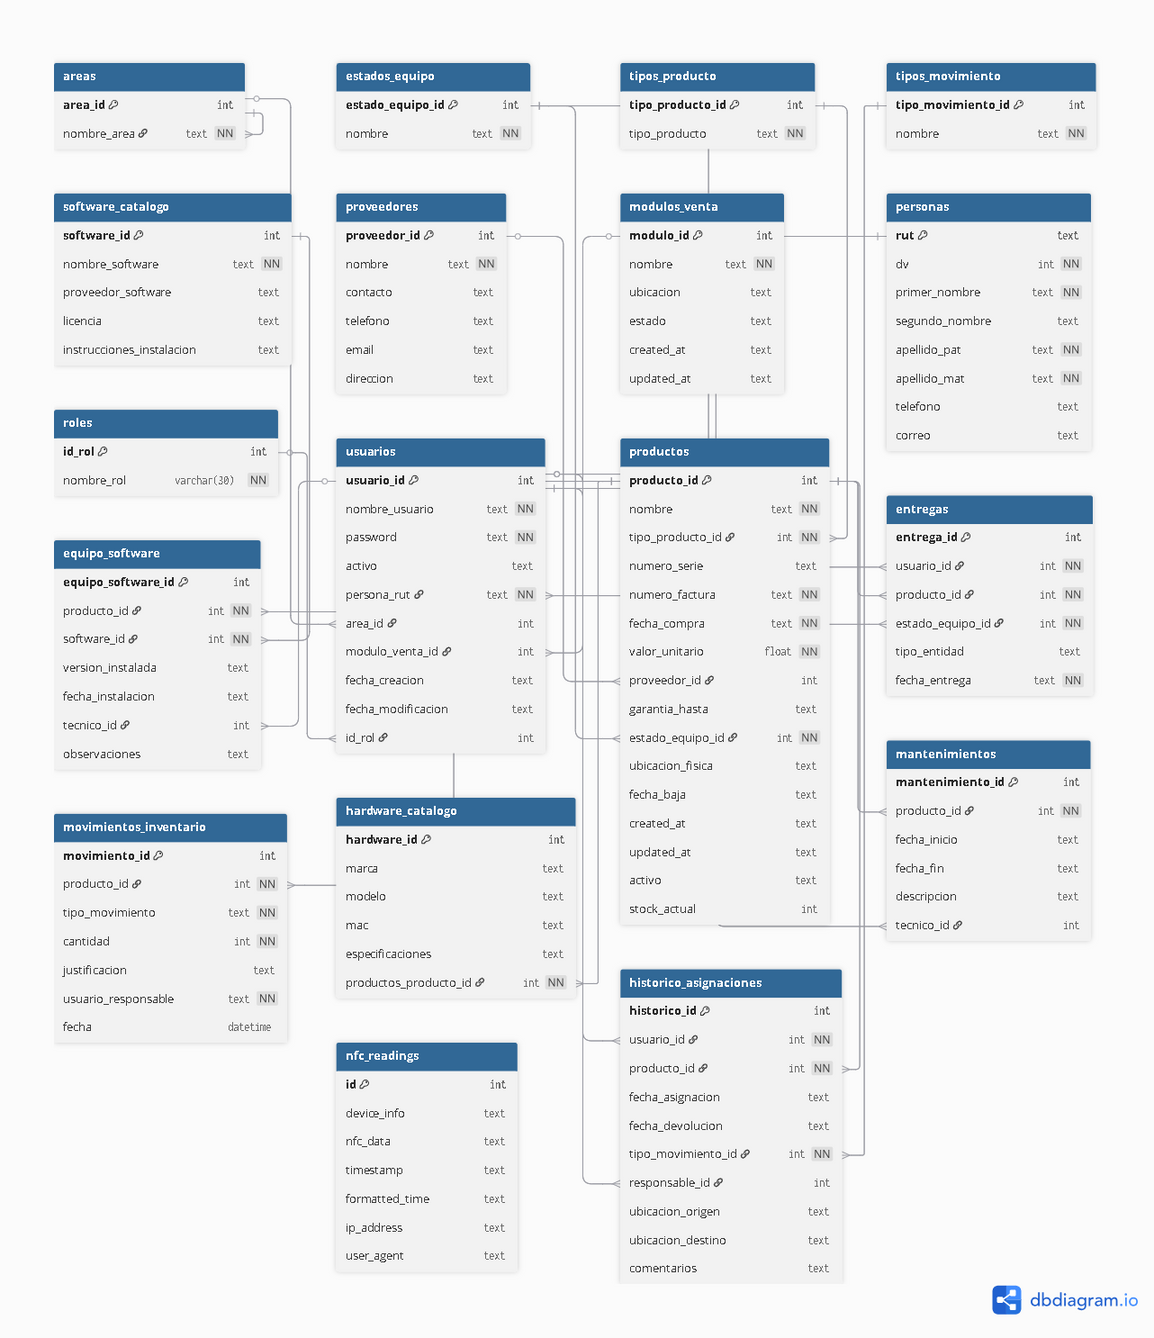 areas
area_id int
nombre_area text NN
estados_equipo
estado_equipo_id int
nombre text
tipos_producto
tipo_producto_id int
tipo_producto text NN
tipos_movimiento
tipo_movimiento_id int
nombre text NN
software_catalogo
software_id int
nombre_software text NN
proveedor_software text
licencia text
instrucciones_instalacion text
proveedores
proveedor_id int
nombre text NN
contacto text
telefono text
email text
direccion text
modulos_venta
modulo_id int
nombre text NN
ubicacion text
estado text
created_at text
updated_at text
personas
rut text
dv int NN
primer_nombre text NN
segundo_nombre text
apellido_pat text NN
apellido_mat text NN
telefono text
correo text
roles
id_rol int
nombre_rol varchar(30) NN
usuarios
usuario_id int
nombre_usuario text NN
password text NN
activo text
persona_rut text NN
area_id int
modulo_venta_id int
fecha_creacion text
fecha_modificacion text
id_rol int
productos
producto_id int
nombre text NN
tipo_producto_id int NN
numero_serie text
numero_factura text NN
fecha_compra text NN
valor_unitario float NN
proveedor_id int
garantia_hasta text
estado_equipo_id int NN
ubicacion_fisica text
fecha_baja text
created_at text
updated_at text
activo text
stock_actual int
entregas
entrega_id int
usuario_id int NN
producto_id int NN
estado_equipo_id int NN
tipo_entidad text
fecha_entrega text NN
equipo_software
equipo_software_id int
producto_id int NN
software_id int NN
version_instalada text
fecha_instalacion text
tecnico_id int
observaciones text
mantenimientos
mantenimiento_id int
producto_id int NN
fecha_inicio text
fecha_fin text
descripcion text
tecnico_id int
movimientos_inventario
movimiento_id int
producto_id int NN
tipo_movimiento text NN
cantidad int NN
justificacion text
usuario_responsable text NN
fecha datetime
hardware_catalogo
hardware_id int
marca text
modelo text
mac text
especificaciones text
productos_producto_id int NN
historico_asignaciones
historico_id int
usuario_id int NN
producto_id int NN
fecha_asignacion text
fecha_devolucion text
tipo_movimiento_id int NN
responsable_id int
ubicacion_origen text
ubicacion_destino text
comentarios text
nfc_readings
id int
device_info text
nfc_data text
timestamp text
formatted_time text
ip_address text
user_agent text
dbdiagram.io